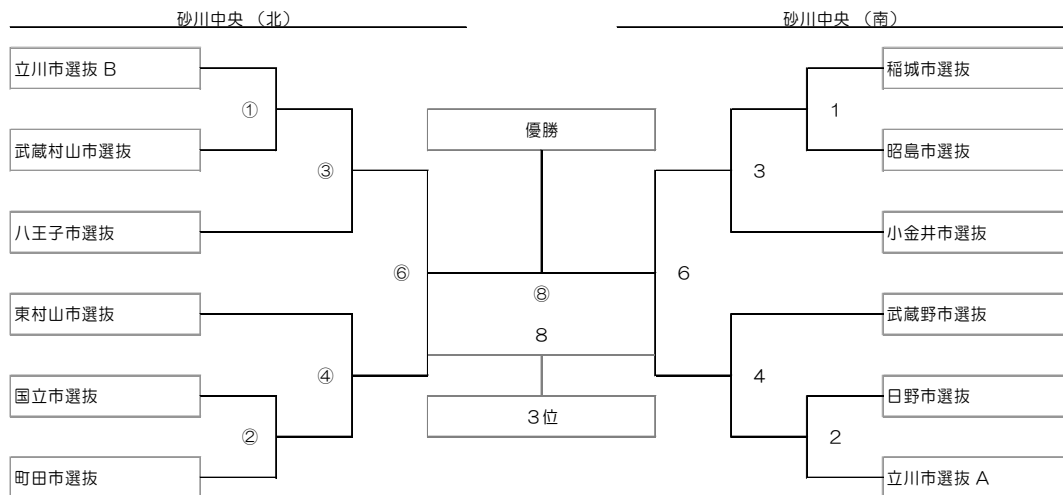 砂川中央 （北）
砂川中央 （南）
立川市選抜 B
稲城市選抜
①
1
優勝
武蔵村山市選抜
昭島市選抜
③
3
八王子市選抜
小金井市選抜
⑥
6
⑧
東村山市選抜
武蔵野市選抜
8
④
4
国立市選抜
日野市選抜
3位
②
2
町田市選抜
立川市選抜 A